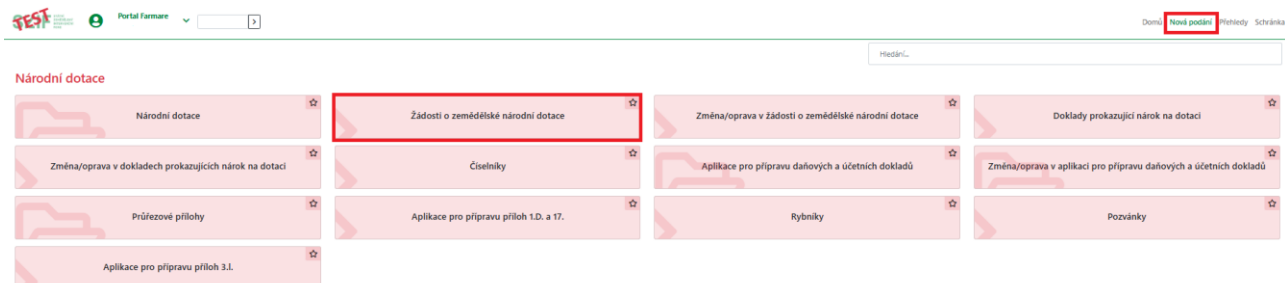 TEST
Portal Farmare
Domů Nová podání Přehledy Schránka
Hledání...
Národní dotace
Národní dotace
Žádosti o zemědělské národní dotace
Změna/oprava v žádosti o zemědělské národní dotace
Doklady prokazující nárok na dotaci
Změna/oprava v dokladech prokazujících nárok na dotaci
Číselníky
Aplikace pro přípravu daňových a účetních dokladů
Změna/oprava v aplikaci pro přípravu daňových a účetních dokladů
Průřezové přílohy
Aplikace pro přípravu příloh 1.D. a 17.
Rybníky
Pozvánky
Aplikace pro přípravu příloh 3.I.